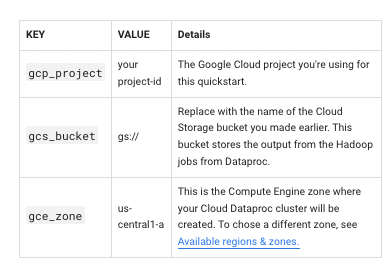 KEY VALUE Details
gcp_project
your
project-id
The Google Cloud project you're using for
this quickstart.
gcs_bucket
gs://
Replace with the name of the Cloud
Storage bucket you made earlier. This
bucket stores the output from the Hadoop
jobs from Dataproc.
gce_zone
us-
central1-a
This is the Compute Engine zone where
your Cloud Dataproc cluster will be
created. To chose a different zone, see
Available regions & zones.